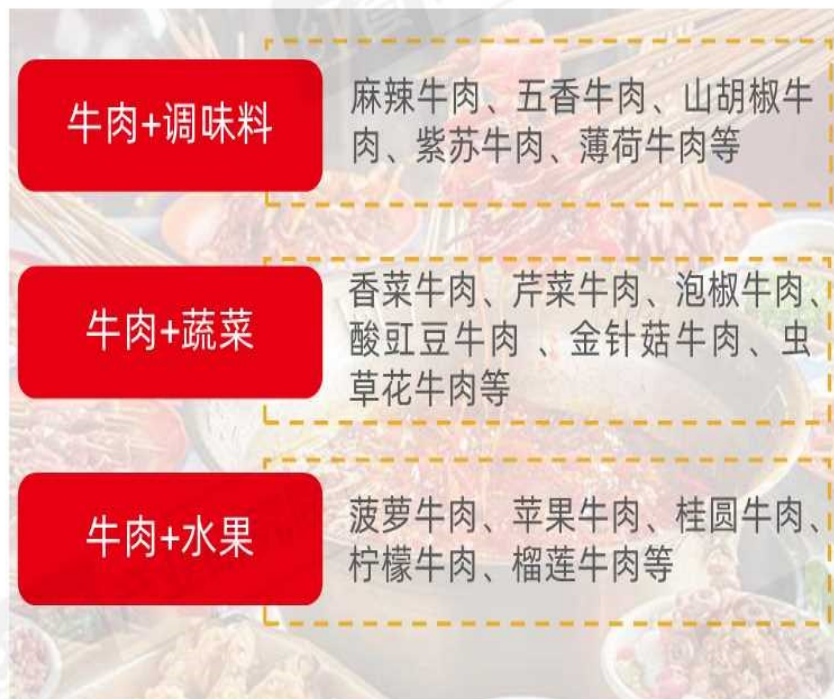 牛肉+调味料
麻辣牛肉、五香牛肉、山胡椒牛
肉、紫苏牛肉、薄荷牛肉等
牛肉+蔬菜
香菜牛肉、芹菜牛肉、泡椒牛肉、
酸豇豆牛肉 、金针菇牛肉、虫
草花牛肉等
牛肉+水果
菠萝牛肉、苹果牛肉、桂圆牛肉、
柠檬牛肉、榴莲牛肉等